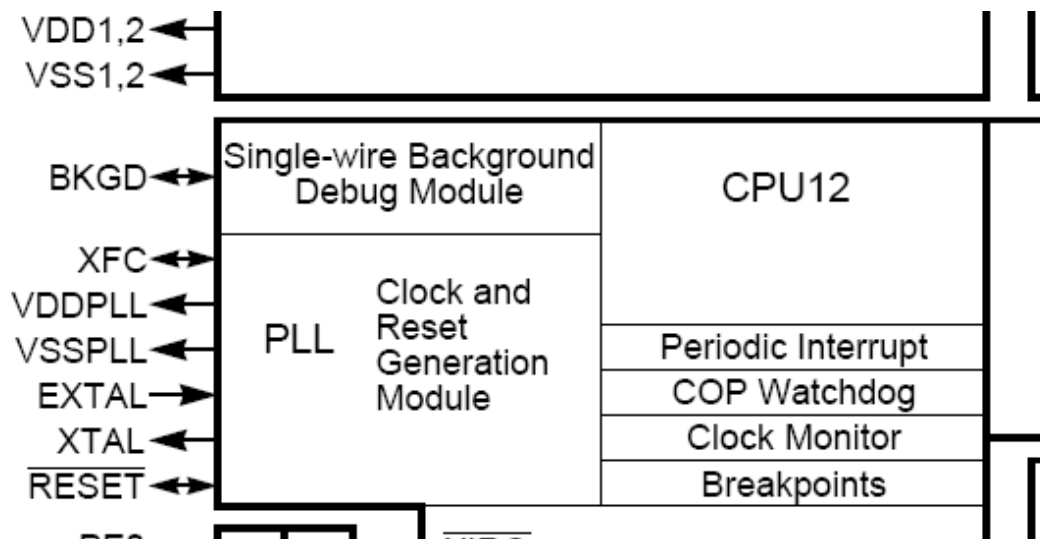 VDD1,2
VSS1,2
BKGD
Single-wire Background
Debug Module
CPU12
XFC
VDDPLL
VSSPLL
EXTAL
XTAL
RESET
PLL
Clock and
Reset
Generation
Module
Periodic Interrupt
COP Watchdog
Clock Monitor
Breakpoints